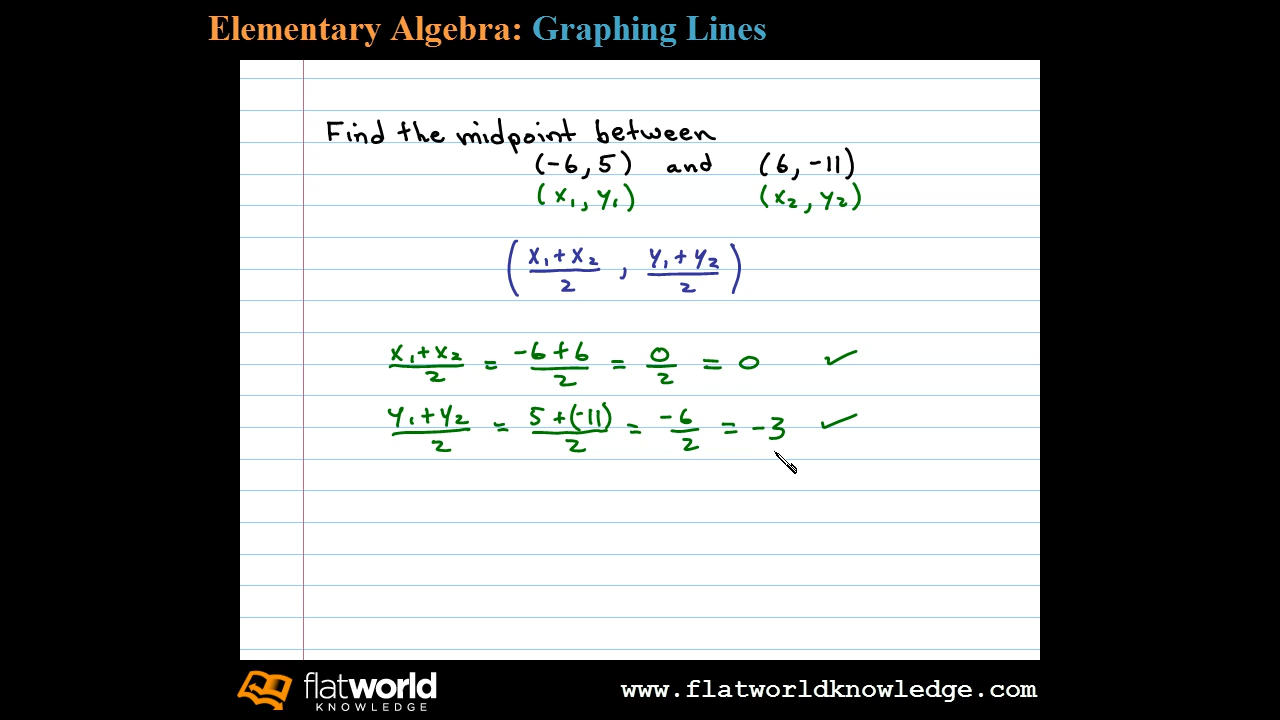 Elementary Algebra: Graphing Lines
Find the midpoint between
(-6, 5) and (6, -11)
(x₁, y₁) (x₂, y₂)
(x₁+x₂/2, y₁+y₂/2)
x₁+x₂/2 = -6+6/2 = 0/2 = 0 ✓
y₁+y₂/2 = 5+(-11)/2 = -6/2 = -3 ✓
flatworld
KNOWLEDGE
www.flatworldknowledge.com